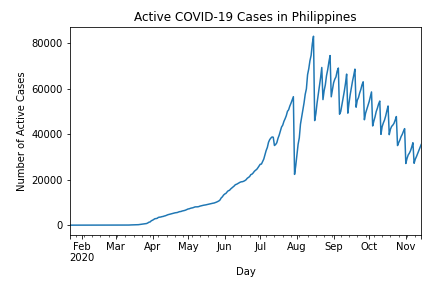 Active COVID-19 Cases in Philippines
Number of Active Cases
80000
60000
40000
20000
0
Feb Mar Apr May Jun Jul Aug Sep Oct Nov
2020
Day